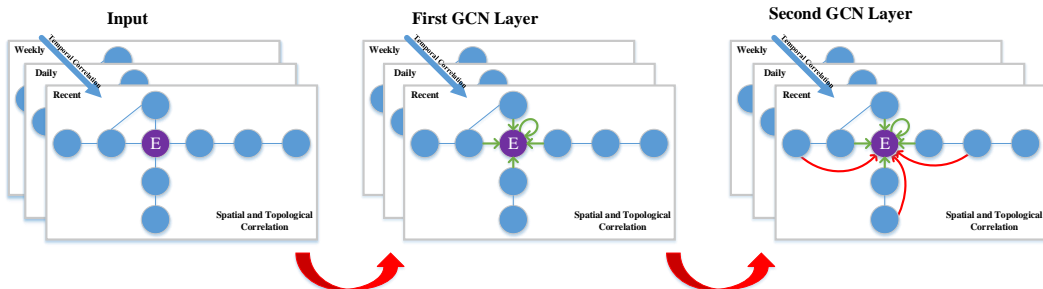 Input
Weekly
Temporal Correlation
Daily
Recent
E
Spatial and Topological
Correlation
First GCN Layer
Weekly
Temporal Correlation
Daily
Recent
E
Spatial and Topological
Correlation
Second GCN Layer
Weekly
Temporal Correlation
Daily
Recent
E
Spatial and Topological
Correlation